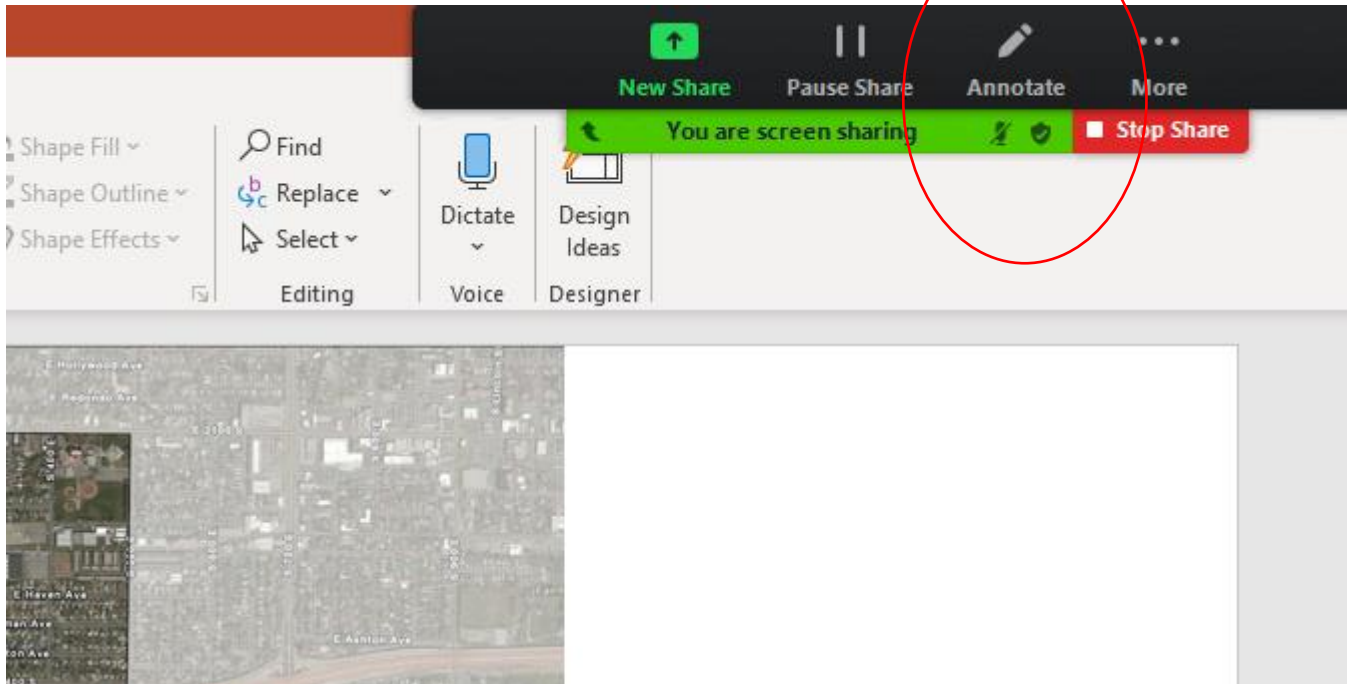 New Share Pause Share Annotate More
You are screen sharing Stop Share
Shape Fill
Shape Outline
Shape Effects
Find
Replace
Select
Editing
Dictate
Voice
Design
Ideas
Designer
E Hollywood Ave
E Redondo Ave
E Haven Ave
E Ashton Ave